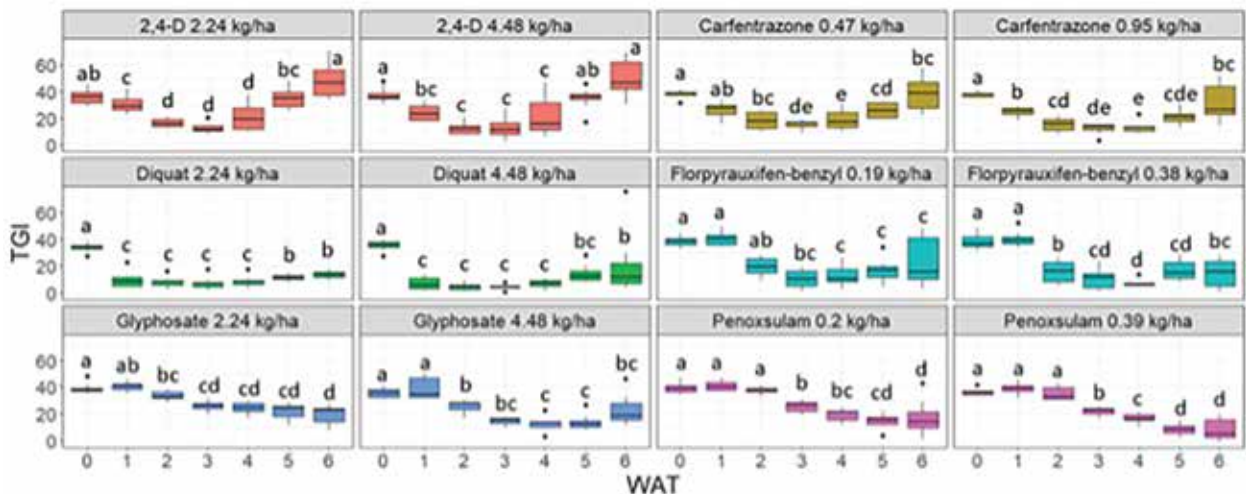 2,4-D 2.24 kg/ha 2,4-D 4.48 kg/ha Carfentrazone 0.47 kg/ha Carfentrazone 0.95 kg/ha
60 40 20 0
ab c d d d bc a
a bc c c c ab a
a ab bc de e cd bc
a b cd de e cde bc
Diquat 2.24 kg/ha Diquat 4.48 kg/ha Florpyrauxifen-benzyl 0.19 kg/ha Florpyrauxifen-benzyl 0.38 kg/ha
TGI
60 40 20 0
a c c c c b b
a c c c c bc b
a a ab bc c c c
a a b cd d cd bc
Glyphosate 2.24 kg/ha Glyphosate 4.48 kg/ha Penoxsulam 0.2 kg/ha Penoxsulam 0.39 kg/ha
60 40 20 0
a ab bc cd cd cd d
a a b bc c c bc
a a a b bc cd d
a a a b c d d
0 1 2 3 4 5 6 0 1 2 3 4 5 6 0 1 2 3 4 5 6 0 1 2 3 4 5 6
WAT